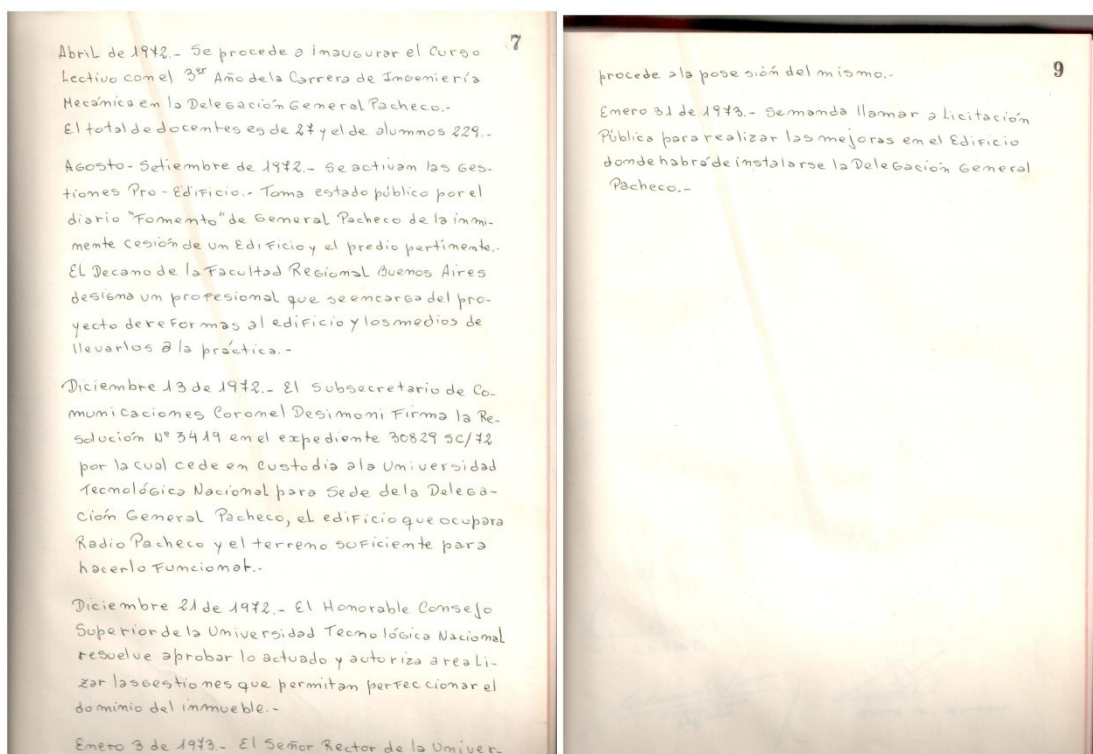 7
Abril de 1972.- Se procede a inaugurar el Curso
Lectivo con el 3er Año de la Carrera de Ingeniería
Mecánica en la Delegación General Pacheco.-
El total de docentes es de 27 y el de alumnos 229.-
Agosto-Setiembre de 1972.- Se activan las ges-
tiones Pro-Edificio.- Toma estado público por el
diario "Fomento" de General Pacheco de la inmi-
nente cesión de un Edificio y el predio pertinente.-
El Decano de la Facultad Regional Buenos Aires
designa un profesional que se encarga del pro-
yecto de reformas al edificio y los medios de
llevarlos a la práctica.-
Diciembre 13 de 1972.- El Subsecretario de Co-
municaciones Coronel Desimoni Firma la Re-
solución Nº 3419 en el expediente 30829 SC/72
por la cual cede en custodia a la Universidad
Tecnológica Nacional para Sede de la Delega-
ción General Pacheco, el edificio que ocupara
Radio Pacheco y el terreno suficiente para
hacerlo Funcionar.-
Diciembre 21 de 1972.- El Honorable Consejo
Superior de la Universidad Tecnológica Nacional
resuelve aprobar lo actuado y autoriza a reali-
zar las gestiones que permitan perfeccionar el
dominio del inmueble.-
Enero 3 de 1973.- El Señor Rector de la Univer-
9
procede a la posesión del mismo.-
Enero 31 de 1973.- Se manda llamar a Licitación
Pública para realizar las mejoras en el Edificio
donde habrá de instalarse la Delegación General
Pacheco.-